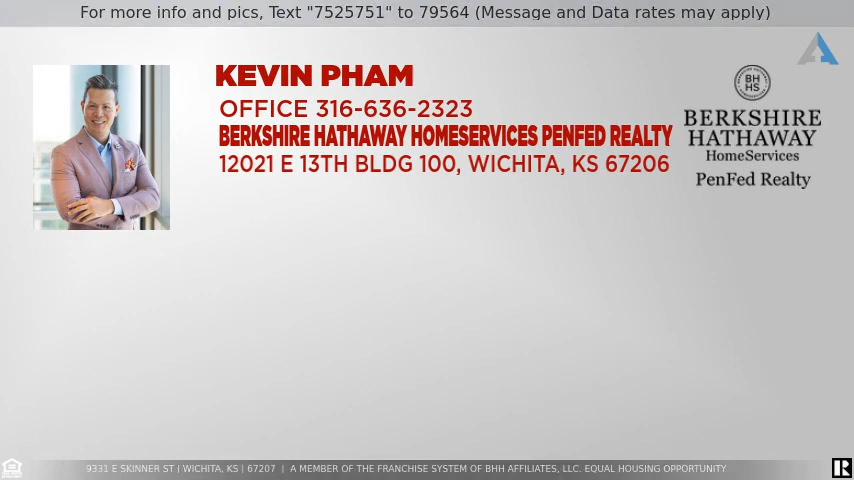 For more info and pics, Text "7525751" to 79564 (Message and Data rates may apply)
KEVIN PHAM
OFFICE 316-636-2323
BERKSHIRE HATHAWAY HOMESERVICES PENFED REALTY
12021 E 13TH BLDG 100, WICHITA, KS 67206
BH
HS
BERKSHIRE
HATHAWAY
HomeServices
PenFed Realty
9331 E SKINNER ST | WICHITA, KS | 67207 | A MEMBER OF THE FRANCHISE SYSTEM OF BHH AFFILIATES, LLC. EQUAL HOUSING OPPORTUNITY